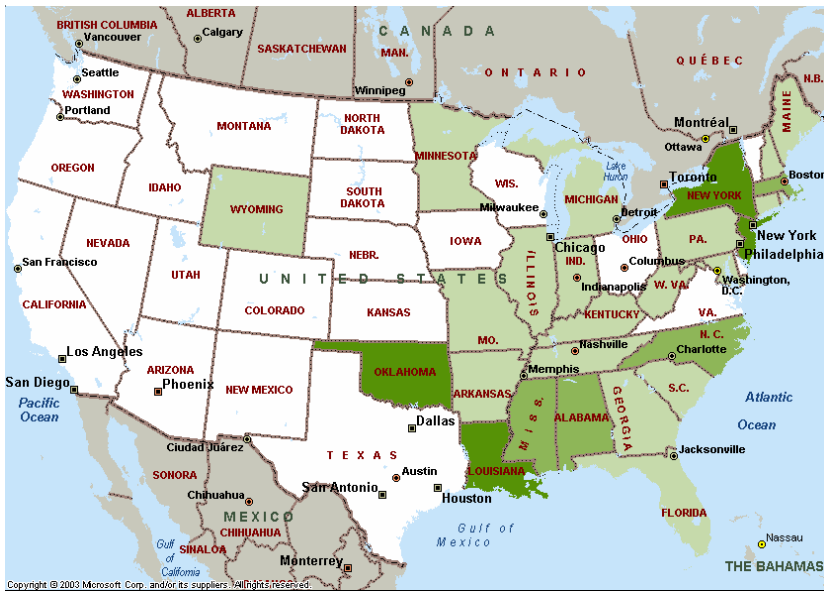 ALBERTA
BRITISH COLUMBIA
Vancouver
Calgary
SASKATCHEWAN
CANADA
MAN.
ONTARIO
QUÉBEC
N.B.
Seattle
WASHINGTON
Portland
Winnipeg
MONTANA
NORTH
DAKOTA
MINNESOTA
Montréal
Ottawa
MAINE
OREGON
IDAHO
WYOMING
SOUTH
DAKOTA
WIS.
Milwaukee
Lake
Huron
MICHIGAN
Detroit
Toronto
NEW YORK
Boston
NEVADA
UTAH
NEBR.
IOWA
Chicago
OHIO
PA.
New York
Philadelphia
San Francisco
UNITED STATES
CALIFORNIA
COLORADO
KANSAS
MO.
ILLINOIS
IND.
Indianapolis
Columbus
W. VA.
Washington,
D.C.
VA.
KENTUCKY
Los Angeles
San Diego
ARIZONA
Phoenix
NEW MEXICO
OKLAHOMA
ARKANSAS
Nashville
Memphis
N. C.
Charlotte
S.C.
Pacific
Ocean
Atlantic
Ocean
Dallas
MISS.
ALABAMA
GEORGIA
Ciudad Juárez
TEXAS
Austin
San Antonio
Houston
LOUISIANA
Jacksonville
SONORA
Chihuahua
MEXICO
CHIHUAHUA
SINALOA
Gulf
of
California
Monterrey
Gulf of
Mexico
FLORIDA
Nassau
THE BAHAMAS
Copyright © 2003 Microsoft Corp. and/or its suppliers. All rights reserved.